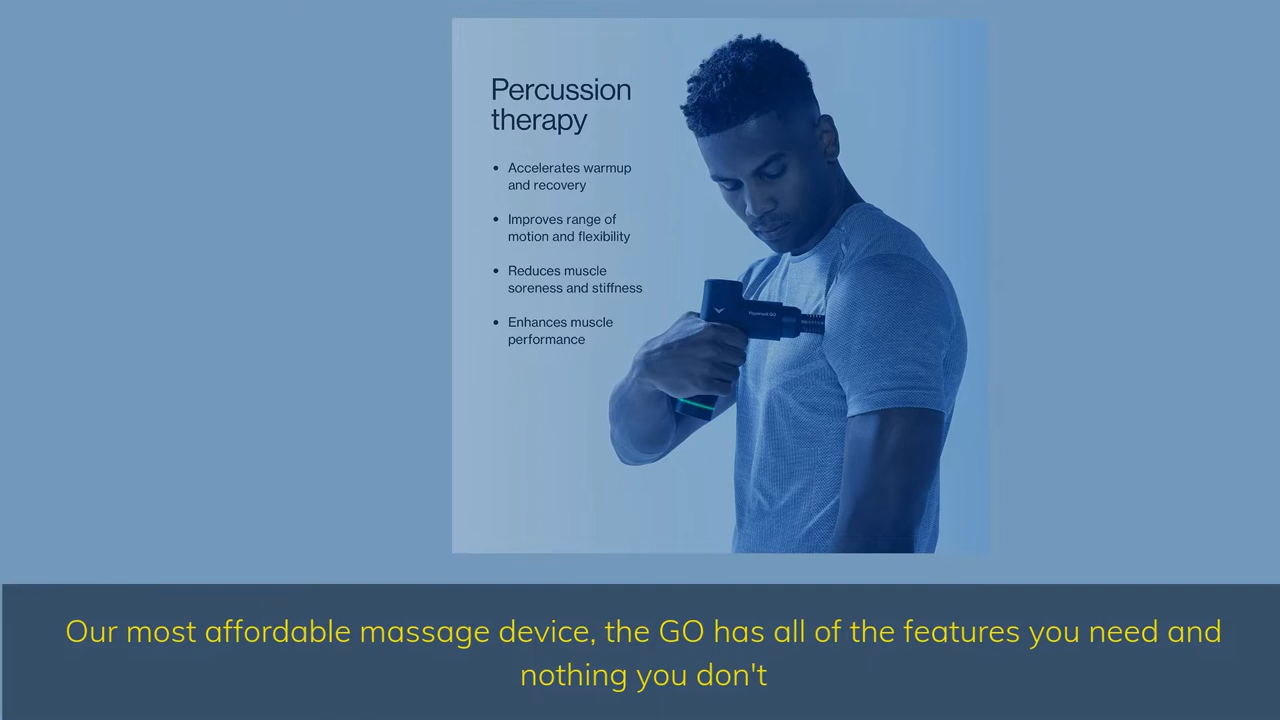 Percussion
therapy
• Accelerates warmup
and recovery
• Improves range of
motion and flexibility
• Reduces muscle
soreness and stiffness
• Enhances muscle
performance
Hypervolt GO
Our most affordable massage device, the GO has all of the features you need and
nothing you don't